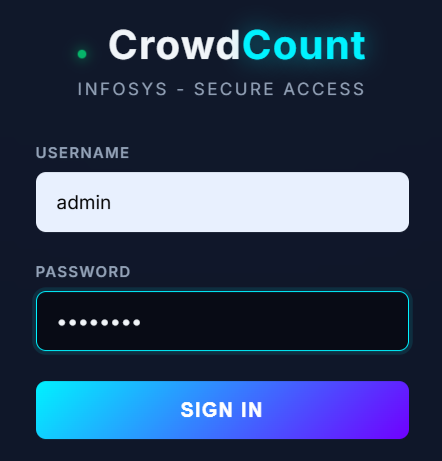 CrowdCount
INFOSYS - SECURE ACCESS
USERNAME
admin
PASSWORD
••••••••
SIGN IN